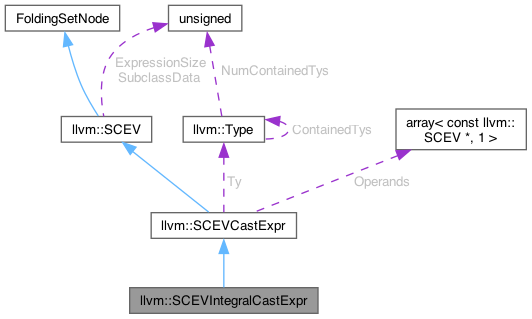 FoldingSetNode
unsigned
ExpressionSize
SubclassData
NumContainedTys
llvm::SCEV
llvm::Type
ContainedTys
array< const llvm::
SCEV *, 1 >
Ty
Operands
llvm::SCEVCastExpr
llvm::SCEVIntegralCastExpr